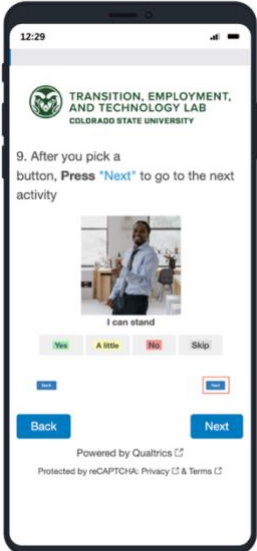 12:29
TRANSITION, EMPLOYMENT,
AND TECHNOLOGY LAB
COLORADO STATE UNIVERSITY
9. After you pick a
button, Press "Next" to go to the next
activity
I can stand
Yes A little No Skip
Back Next
Back Next
Powered by Qualtrics
Protected by reCAPTCHA: Privacy & Terms